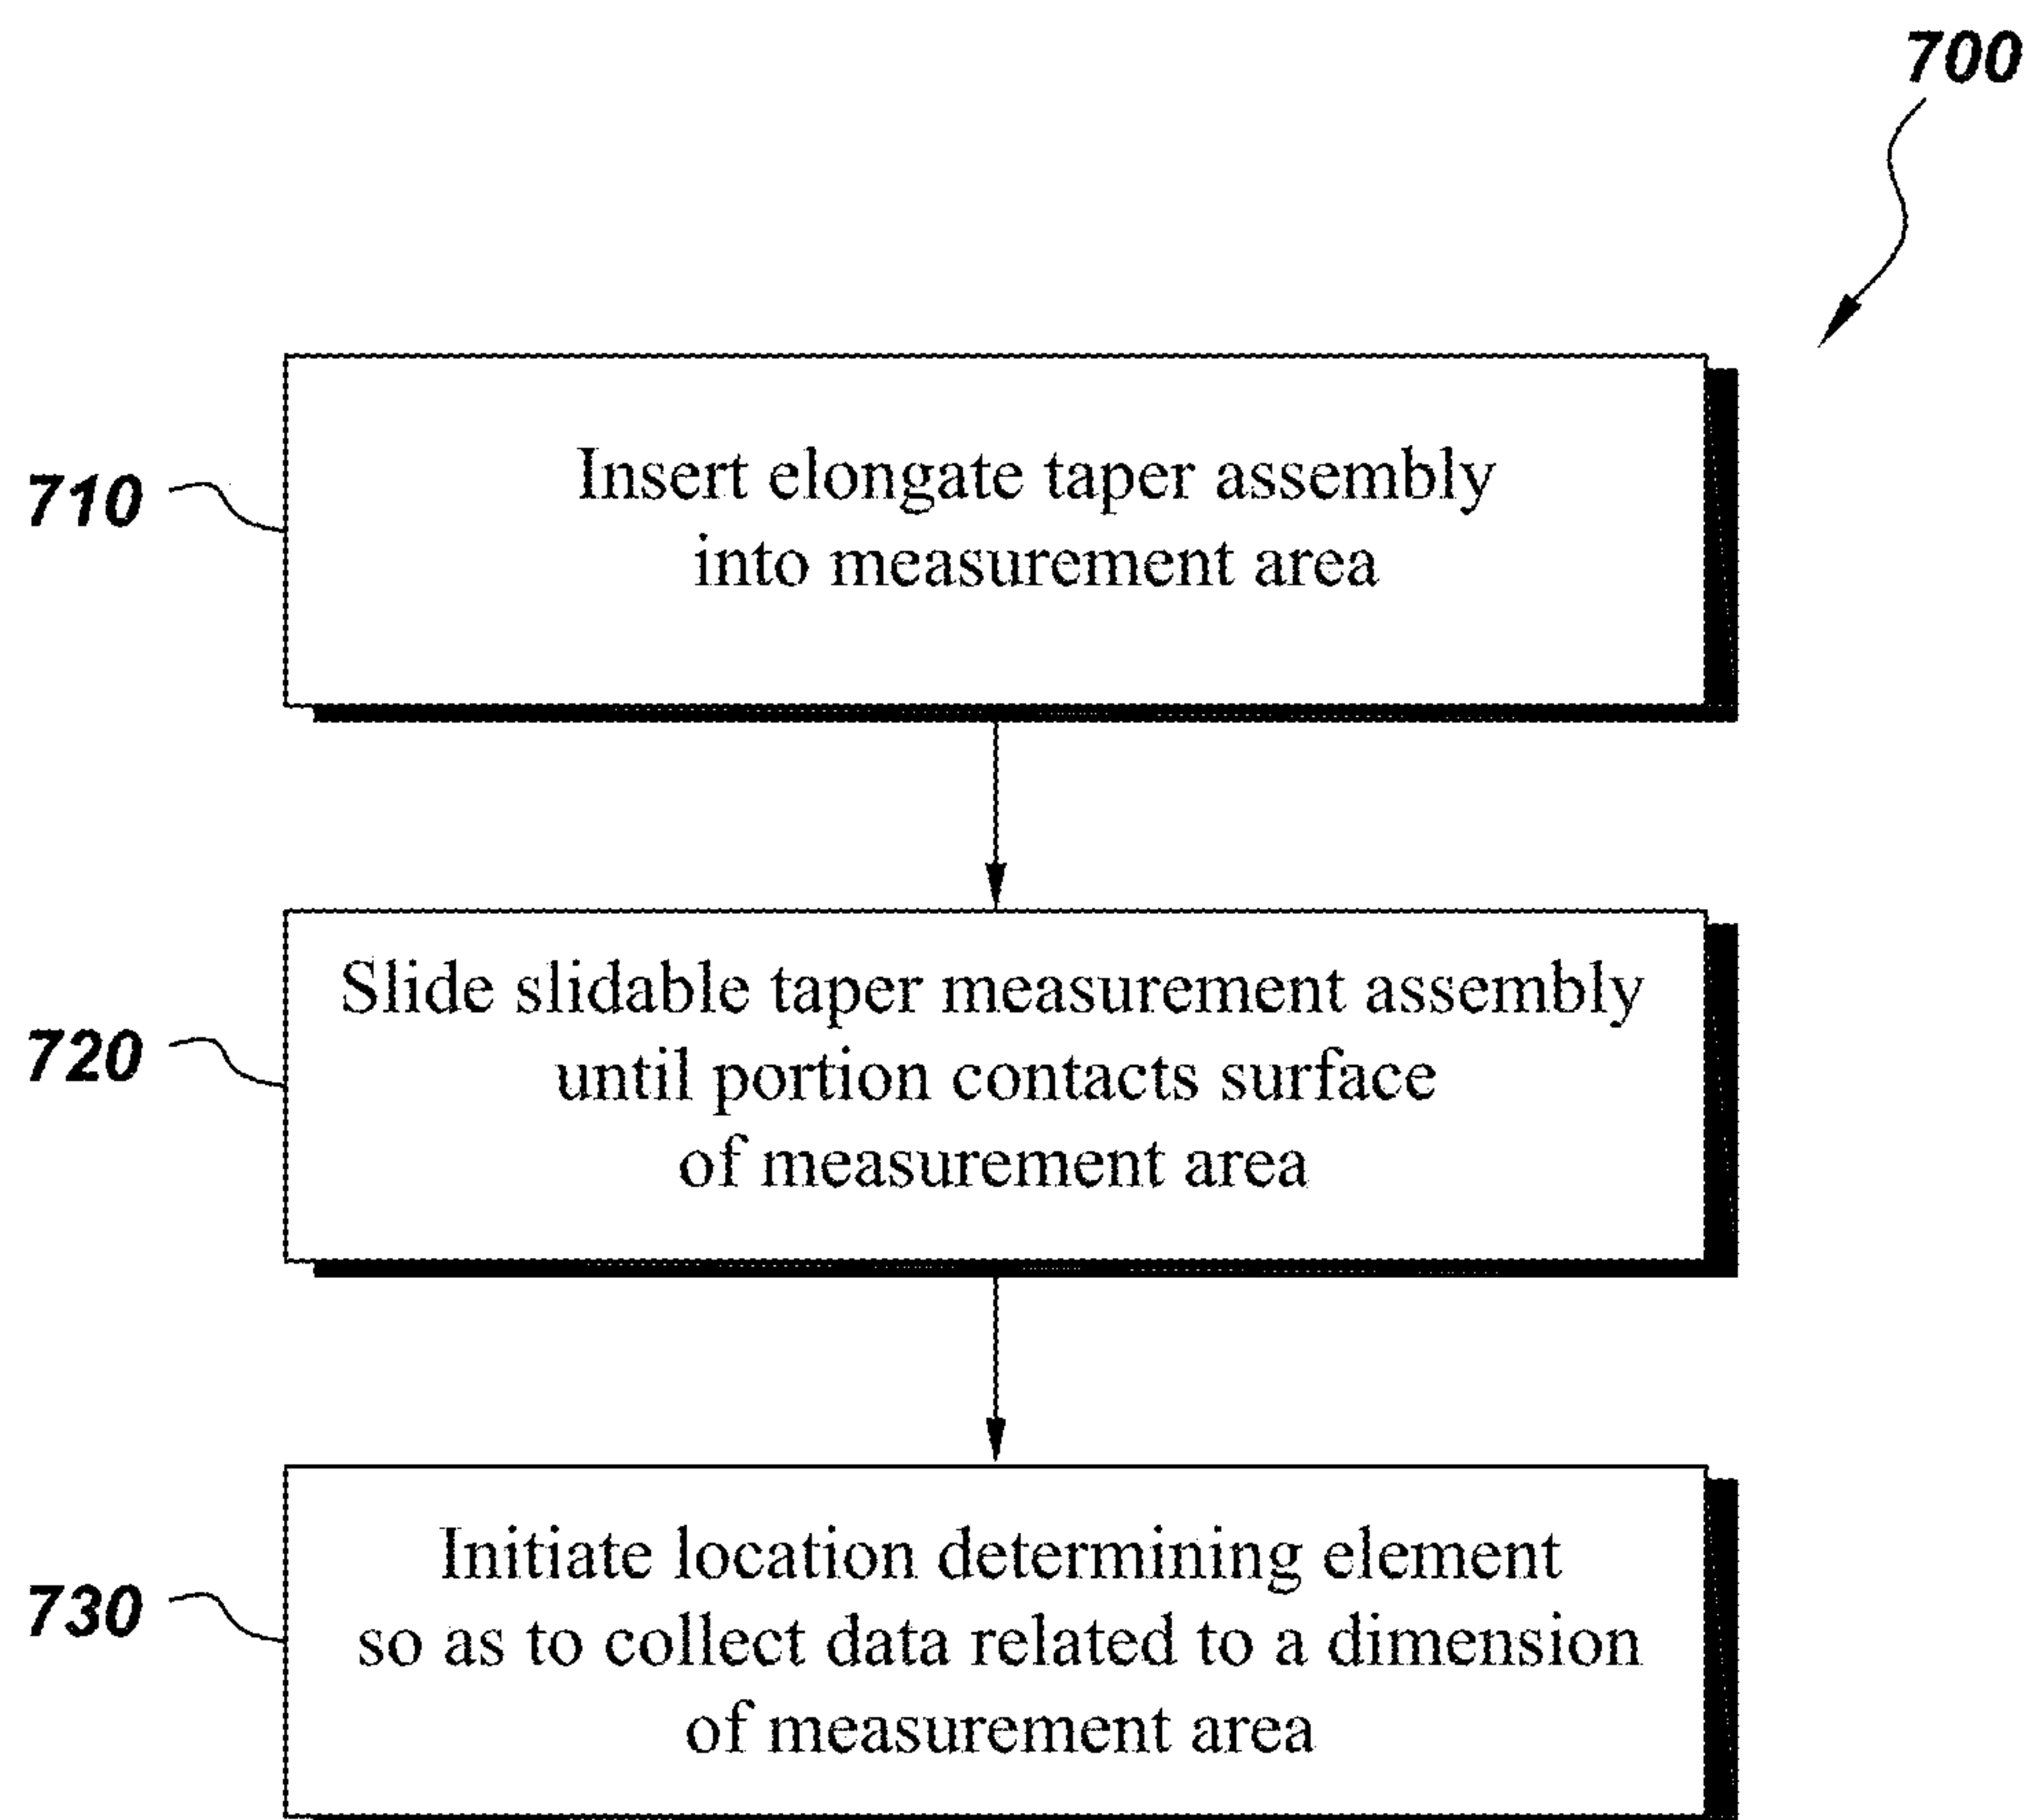 700
710
Insert elongate taper assembly
into measurement area
720
Slide slidable taper measurement assembly
until portion contacts surface
of measurement area
730
Initiate location determining element
so as to collect data related to a dimension
of measurement area